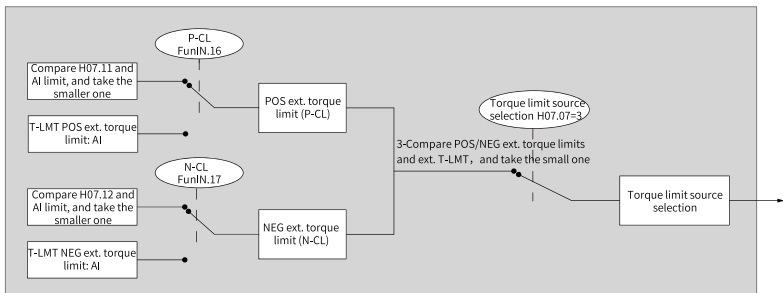 P-CL
FunIN.16
Compare H07.11 and
AI limit, and take the
smaller one
POS ext. torque
limit (P-CL)
T-LMT POS ext. torque
limit: AI
Torque limit source
selection H07.07=3
3-Compare POS/NEG ext. torque limits
and ext. T-LMT，and take the small one
N-CL
FunIN.17
Compare H07.12 and
AI limit, and take the
smaller one
NEG ext. torque
limit (N-CL)
T-LMT NEG ext. torque
limit: AI
Torque limit source
selection